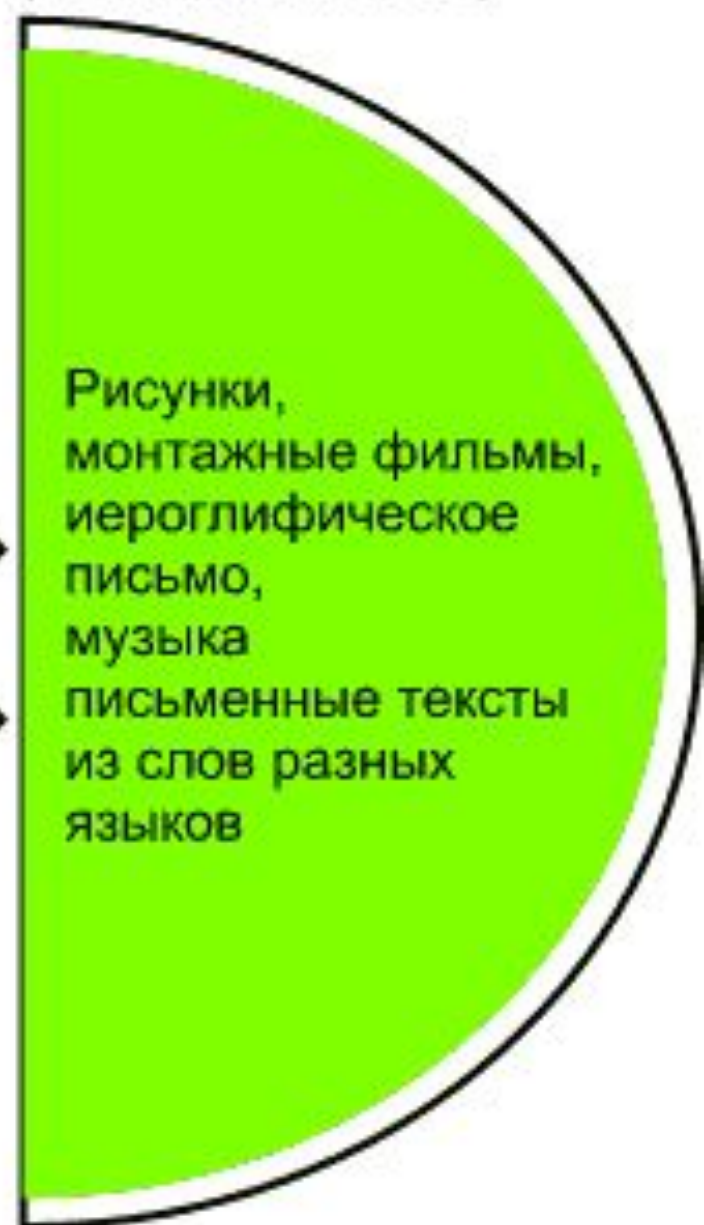 Рисунки,
монтажные фильмы,
иероглифическое
письмо,
музыка
письменные тексты
из слов разных
языков